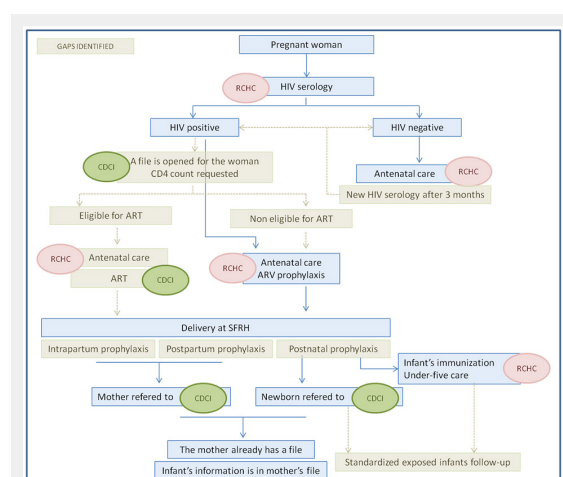 GAPS IDENTIFIED
Pregnant woman
RCHC
HIV serology
HIV positive
HIV negative
CDCI
A file is opened for the woman
CD4 count requested
Antenatal care
RCHC
New HIV serology after 3 months
Eligible for ART
Non eligible for ART
RCHC
Antenatal care
ART
CDCI
RCHC
Antenatal care
ARV prophylaxis
Delivery at SFRH
Intrapartum prophylaxis
Postpartum prophylaxis
Postnatal prophylaxis
Infant's immunization
Under-five care
RCHC
Mother refered to
CDCI
Newborn refered to
CDCI
The mother already has a file
Infant's information is in mother's file
Standardized exposed infants follow-up